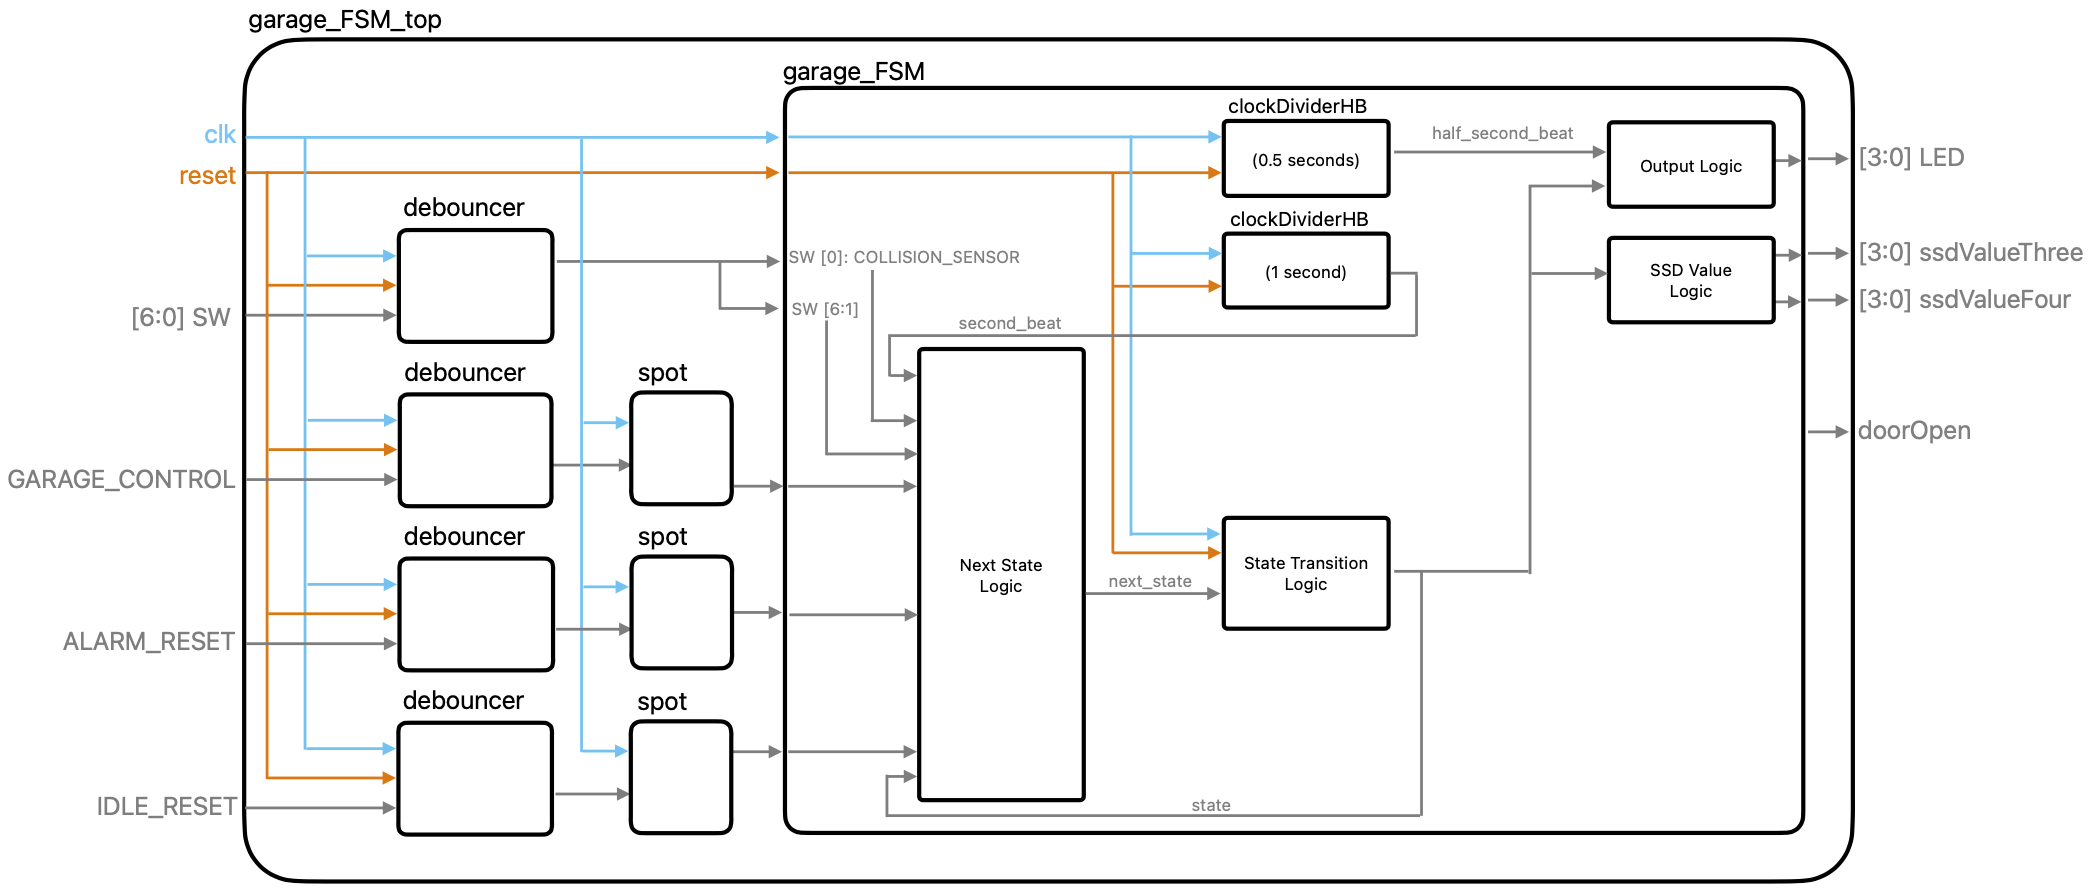 garage_FSM_top
garage_FSM
clockDividerHB
clk
half_second_beat
(0.5 seconds)
Output Logic
[3:0] LED
reset
debouncer
clockDividerHB
SW [0]: COLLISION_SENSOR
(1 second)
SSD Value
Logic
[3:0] ssdValueThree
[3:0] ssdValueFour
[6:0] SW
SW [6:1]
second_beat
debouncer
spot
doorOpen
GARAGE_CONTROL
debouncer
spot
Next State
Logic
next_state
State Transition
Logic
ALARM_RESET
debouncer
spot
IDLE_RESET
state